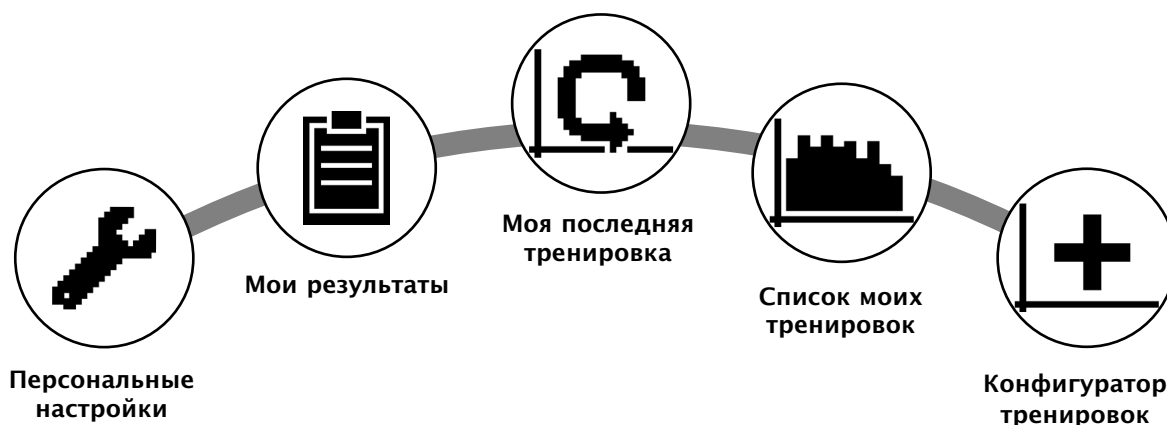 Персональные
настройки
Мои результаты
Моя последняя
тренировка
Список моих
тренировок
Конфигуратор
тренировок